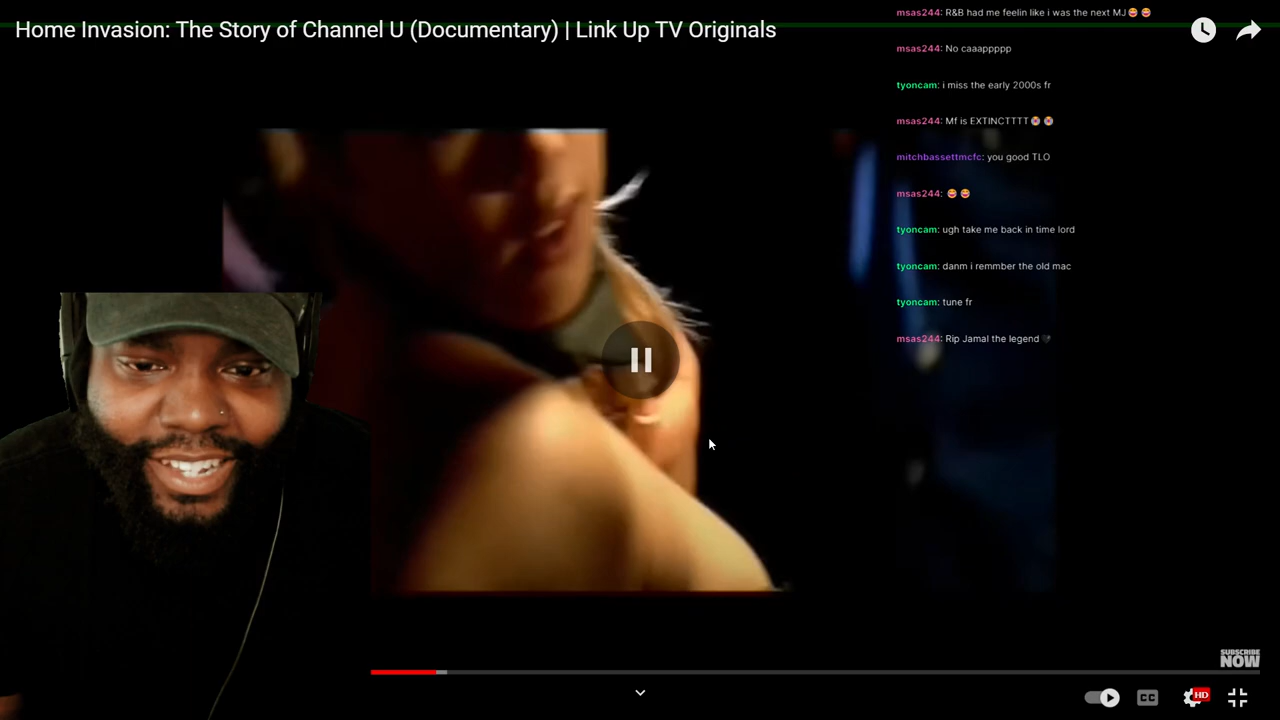 Home Invasion: The Story of Channel U (Documentary) | Link Up TV Originals
msas244: R&B had me feelin like i was the next MJ
msas244: No caaappppp
tyoncam: i miss the early 2000s fr
msas244: Mf is EXTINCTTTT
mitchbassettmcfc: you good TLO
msas244:
tyoncam: ugh take me back in time lord
tyoncam: danm i remmber the old mac
tyoncam: tune fr
msas244: Rip Jamal the legend
SUBSCRIBE
NOW
CC
HD